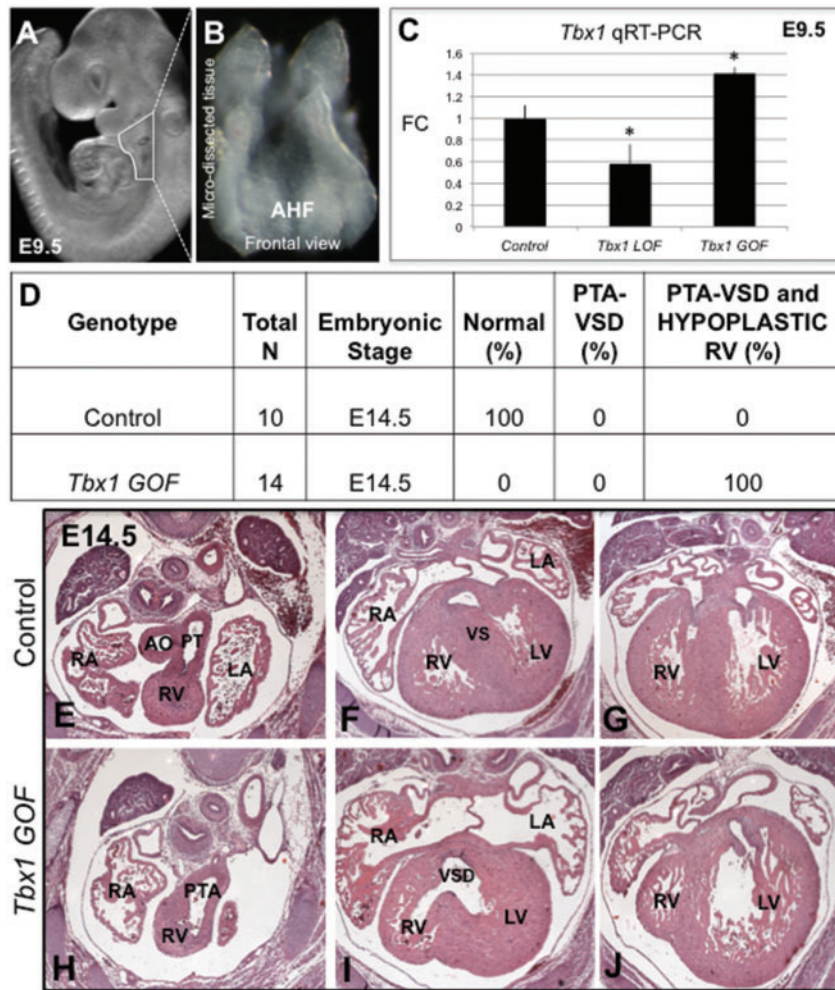 A
E9.5
B
Micro-dissected tissue
AHF
Frontal view
C
Tbx1 qRT-PCR
E9.5
FC
1.6
1.4
1.2
1
0.8
0.6
0.4
0.2
0
*
*
Control
Tbx1 LOF
Tbx1 GOF
D
Genotype
Total N
Embryonic Stage
Normal (%)
PTA-VSD (%)
PTA-VSD and HYPOPLASTIC RV (%)
Control 10 E14.5 100 0 0
Tbx1 GOF 14 E14.5 0 0 100
Control
E14.5
RA
AO
PT
LA
RV
E
RA
LA
VS
RV
LV
F
RV
LV
G
Tbx1 GOF
RA
PTA
RV
H
RA
LA
VSD
RV
LV
I
RV
LV
J